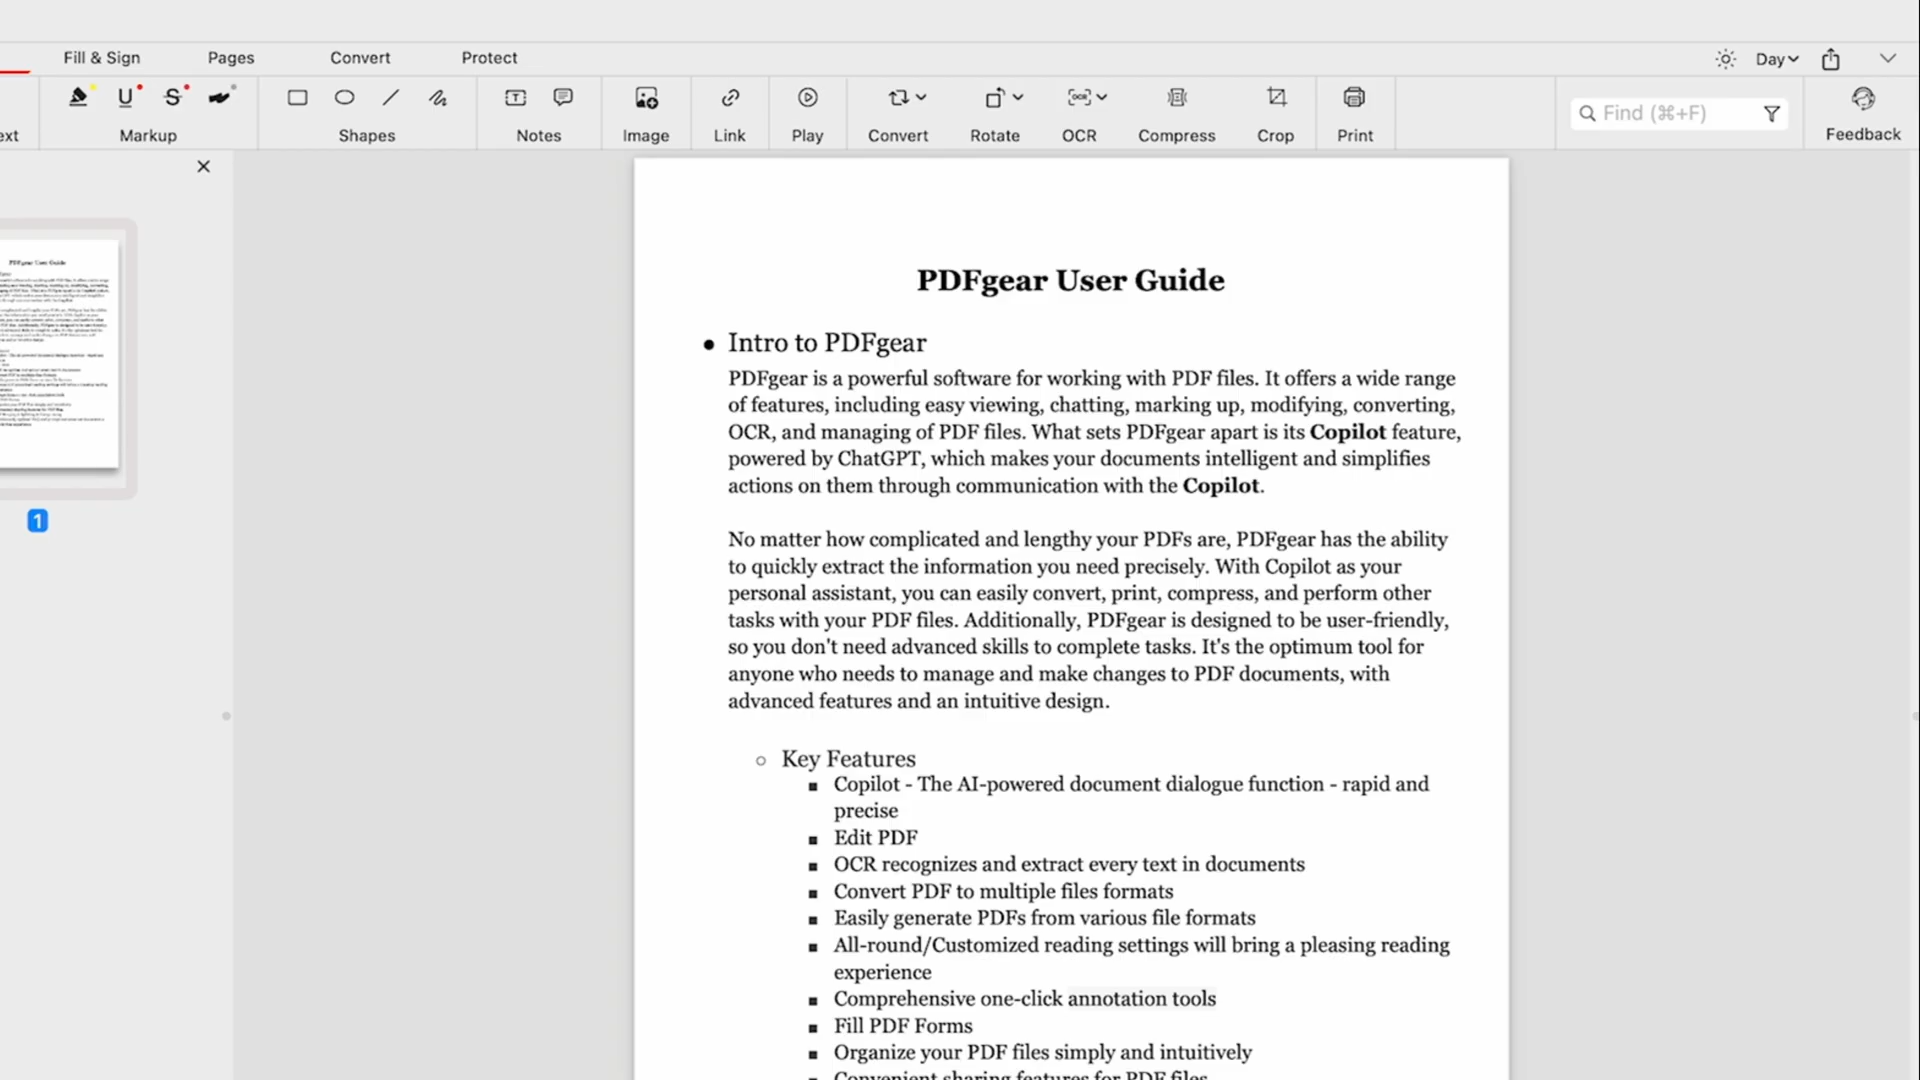 Fill & Sign Pages Convert Protect
Day
Markup Shapes Notes Image Link Play Convert Rotate OCR Compress Crop Print
Find (⌘+F)
Feedback
PDFgear User Guide
1
PDFgear User Guide
● Intro to PDFgear
PDFgear is a powerful software for working with PDF files. It offers a wide range
of features, including easy viewing, chatting, marking up, modifying, converting,
OCR, and managing of PDF files. What sets PDFgear apart is its Copilot feature,
powered by ChatGPT, which makes your documents intelligent and simplifies
actions on them through communication with the Copilot.
No matter how complicated and lengthy your PDFs are, PDFgear has the ability
to quickly extract the information you need precisely. With Copilot as your
personal assistant, you can easily convert, print, compress, and perform other
tasks with your PDF files. Additionally, PDFgear is designed to be user-friendly,
so you don't need advanced skills to complete tasks. It's the optimum tool for
anyone who needs to manage and make changes to PDF documents, with
advanced features and an intuitive design.
○ Key Features
■ Copilot - The AI-powered document dialogue function - rapid and
precise
■ Edit PDF
■ OCR recognizes and extract every text in documents
■ Convert PDF to multiple files formats
■ Easily generate PDFs from various file formats
■ All-round/Customized reading settings will bring a pleasing reading
experience
■ Comprehensive one-click annotation tools
■ Fill PDF Forms
■ Organize your PDF files simply and intuitively
■ Convenient sharing features for PDF files